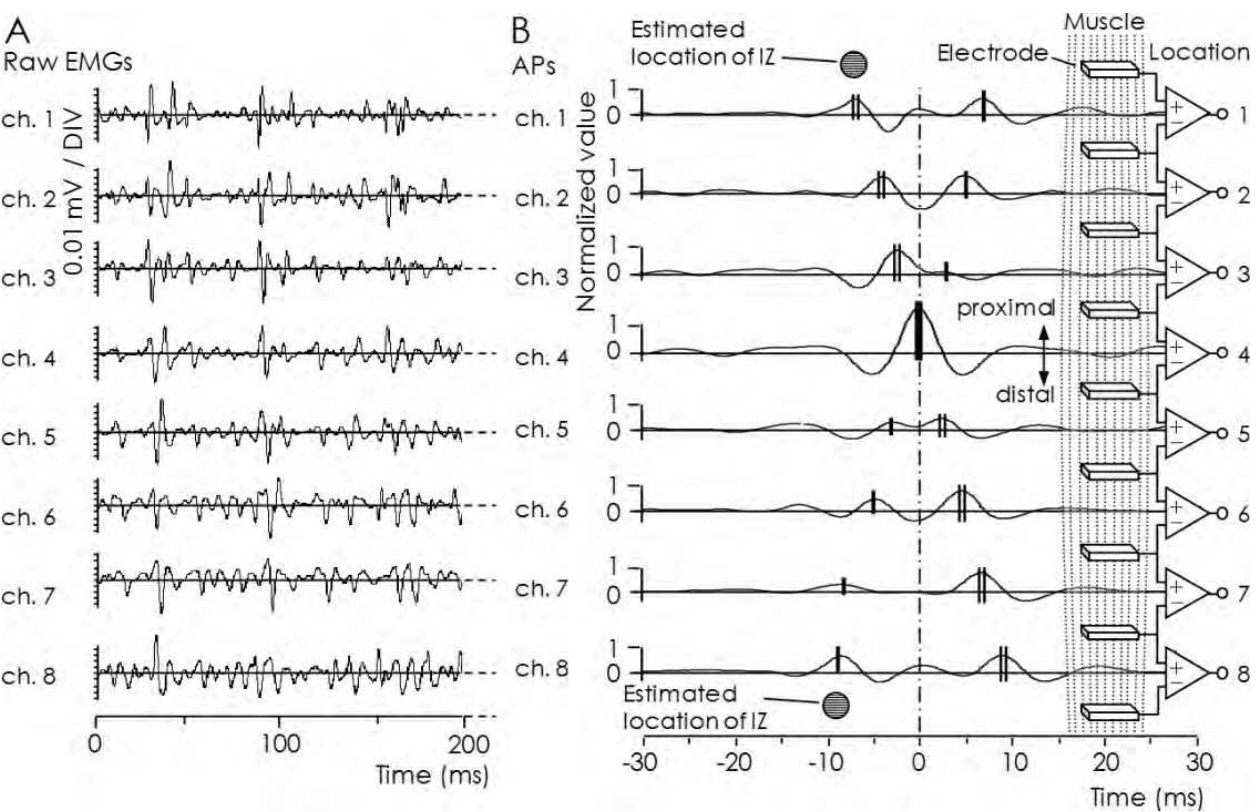 A
Raw EMGs
0.01 mV / DIV
ch. 1
ch. 2
ch. 3
ch. 4
ch. 5
ch. 6
ch. 7
ch. 8
0
100
200
Time (ms)
B
APs
Normalized value
Estimated
location of IZ
Muscle
Electrode
Location
ch. 1
1
0
+
−
1
ch. 2
1
0
+
−
2
ch. 3
1
0
+
−
3
proximal
ch. 4
1
0
+
−
4
distal
ch. 5
1
0
+
−
5
ch. 6
1
0
+
−
6
ch. 7
1
0
+
−
7
ch. 8
1
0
+
−
8
Estimated
location of IZ
-30
-20
-10
0
10
20
30
Time (ms)